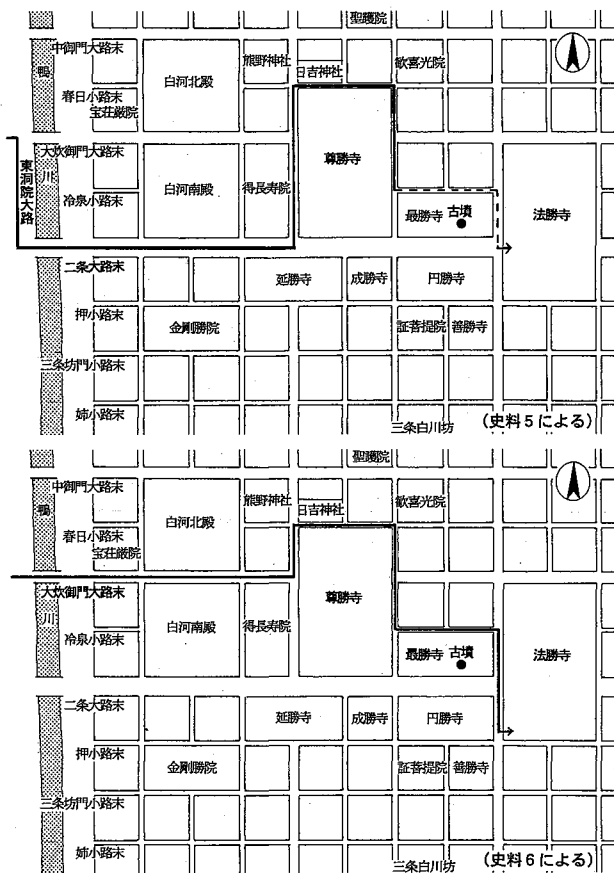 聖護院
中御門大路末
熊野神社
日吉神社
歓喜光院
白河北殿
鴨
春日小路末
宝荘厳院
大炊御門大路末
川
東洞院大路
白河南殿
得長寿院
尊勝寺
冷泉小路末
最勝寺
古墳
法勝寺
二条大路末
延勝寺
成勝寺
円勝寺
押小路末
金剛勝院
証菩提院
善勝寺
三条坊門小路末
姉小路末
三条白川坊
(史料5による)
聖護院
中御門大路末
熊野神社
日吉神社
歓喜光院
白河北殿
鴨
春日小路末
宝荘厳院
大炊御門大路末
川
白河南殿
得長寿院
尊勝寺
冷泉小路末
最勝寺
古墳
法勝寺
二条大路末
延勝寺
成勝寺
円勝寺
押小路末
金剛勝院
証菩提院
善勝寺
三条坊門小路末
姉小路末
三条白川坊
(史料6による)